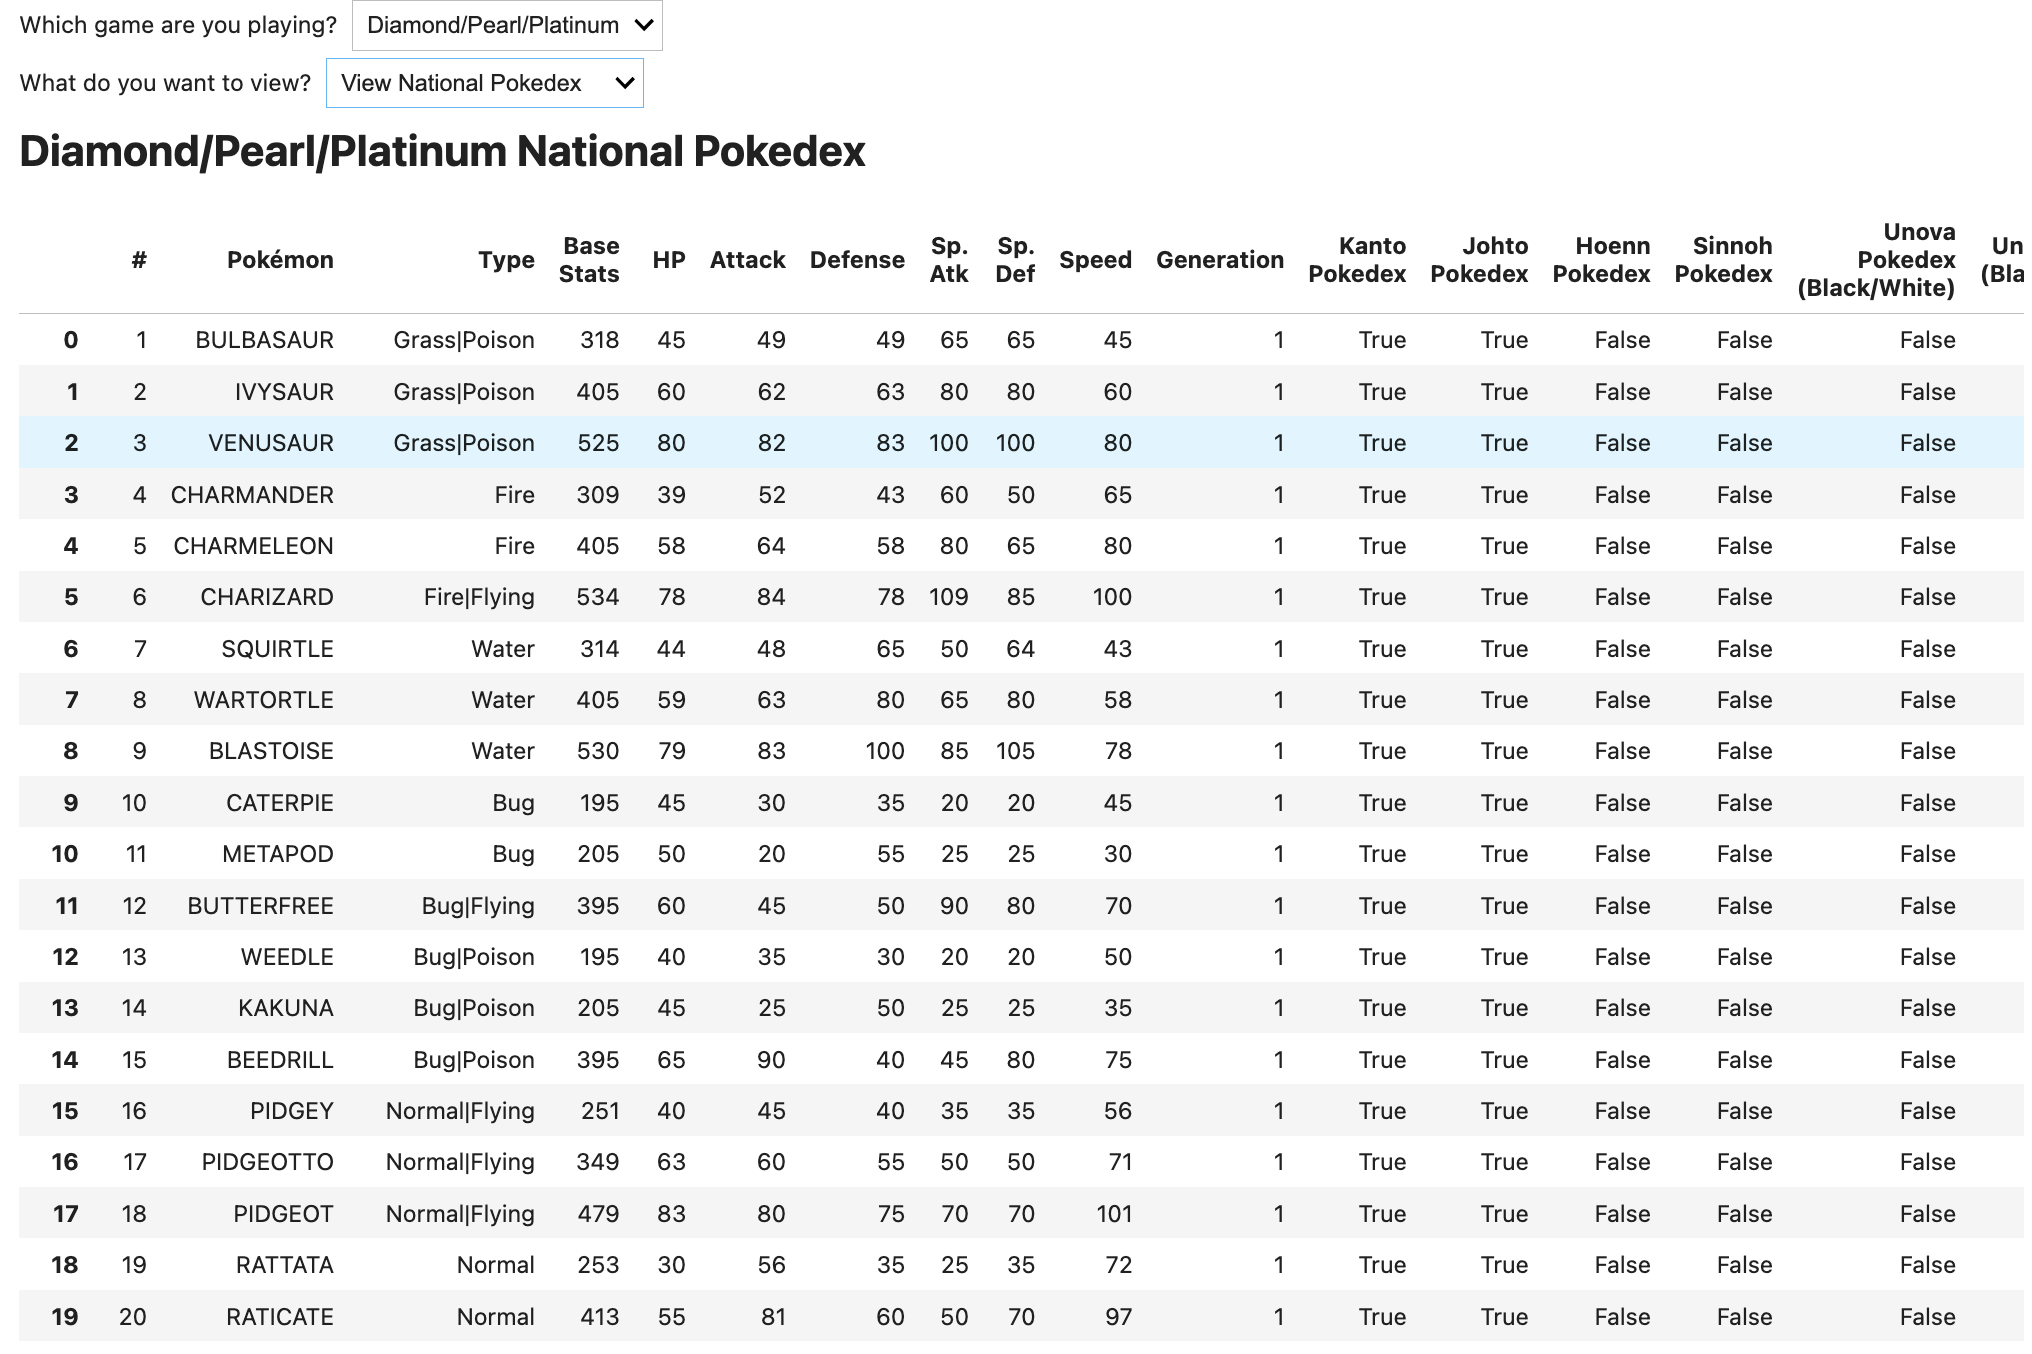 Which game are you playing? Diamond/Pearl/Platinum
What do you want to view? View National Pokedex
Diamond/Pearl/Platinum National Pokedex
# Pokémon Type Base Stats HP Attack Defense Sp. Atk Sp. Def Speed Generation Kanto Pokedex Johto Pokedex Hoenn Pokedex Sinnoh Pokedex Unova Pokedex (Black/White) Un (Bla
0 1 BULBASAUR Grass|Poison 318 45 49 49 65 65 45 1 True True False False False
1 2 IVYSAUR Grass|Poison 405 60 62 63 80 80 60 1 True True False False False
2 3 VENUSAUR Grass|Poison 525 80 82 83 100 100 80 1 True True False False False
3 4 CHARMANDER Fire 309 39 52 43 60 50 65 1 True True False False False
4 5 CHARMELEON Fire 405 58 64 58 80 65 80 1 True True False False False
5 6 CHARIZARD Fire|Flying 534 78 84 78 109 85 100 1 True True False False False
6 7 SQUIRTLE Water 314 44 48 65 50 64 43 1 True True False False False
7 8 WARTORTLE Water 405 59 63 80 65 80 58 1 True True False False False
8 9 BLASTOISE Water 530 79 83 100 85 105 78 1 True True False False False
9 10 CATERPIE Bug 195 45 30 35 20 20 45 1 True True False False False
10 11 METAPOD Bug 205 50 20 55 25 25 30 1 True True False False False
11 12 BUTTERFREE Bug|Flying 395 60 45 50 90 80 70 1 True True False False False
12 13 WEEDLE Bug|Poison 195 40 35 30 20 20 50 1 True True False False False
13 14 KAKUNA Bug|Poison 205 45 25 50 25 25 35 1 True True False False False
14 15 BEEDRILL Bug|Poison 395 65 90 40 45 80 75 1 True True False False False
15 16 PIDGEY Normal|Flying 251 40 45 40 35 35 56 1 True True False False False
16 17 PIDGEOTTO Normal|Flying 349 63 60 55 50 50 71 1 True True False False False
17 18 PIDGEOT Normal|Flying 479 83 80 75 70 70 101 1 True True False False False
18 19 RATTATA Normal 253 30 56 35 25 35 72 1 True True False False False
19 20 RATICATE Normal 413 55 81 60 50 70 97 1 True True False False False